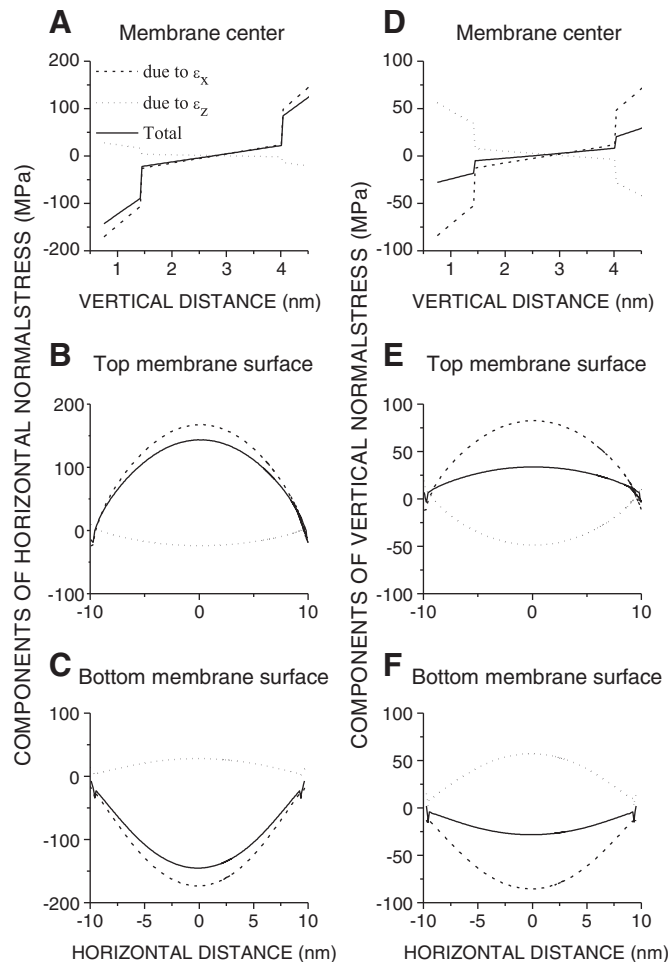 A
Membrane center
200
100
0
-100
-200
due to εx
due to εz
Total
1
2
3
4
VERTICAL DISTANCE (nm)
B
Top membrane surface
200
100
0
-100
-10
0
10
C
Bottom membrane surface
100
0
-100
-200
-10
-5
0
5
10
HORIZONTAL DISTANCE (nm)
COMPONENTS OF HORIZONTAL NORMALSTRESS (MPa)
D
Membrane center
100
50
0
-50
-100
1
2
3
4
VERTICAL DISTANCE (nm)
E
Top membrane surface
100
50
0
-50
-100
-10
0
10
F
Bottom membrane surface
100
50
0
-50
-100
-10
-5
0
5
10
HORIZONTAL DISTANCE (nm)
COMPONENTS OF VERTICAL NORMALSTRESS (MPa)